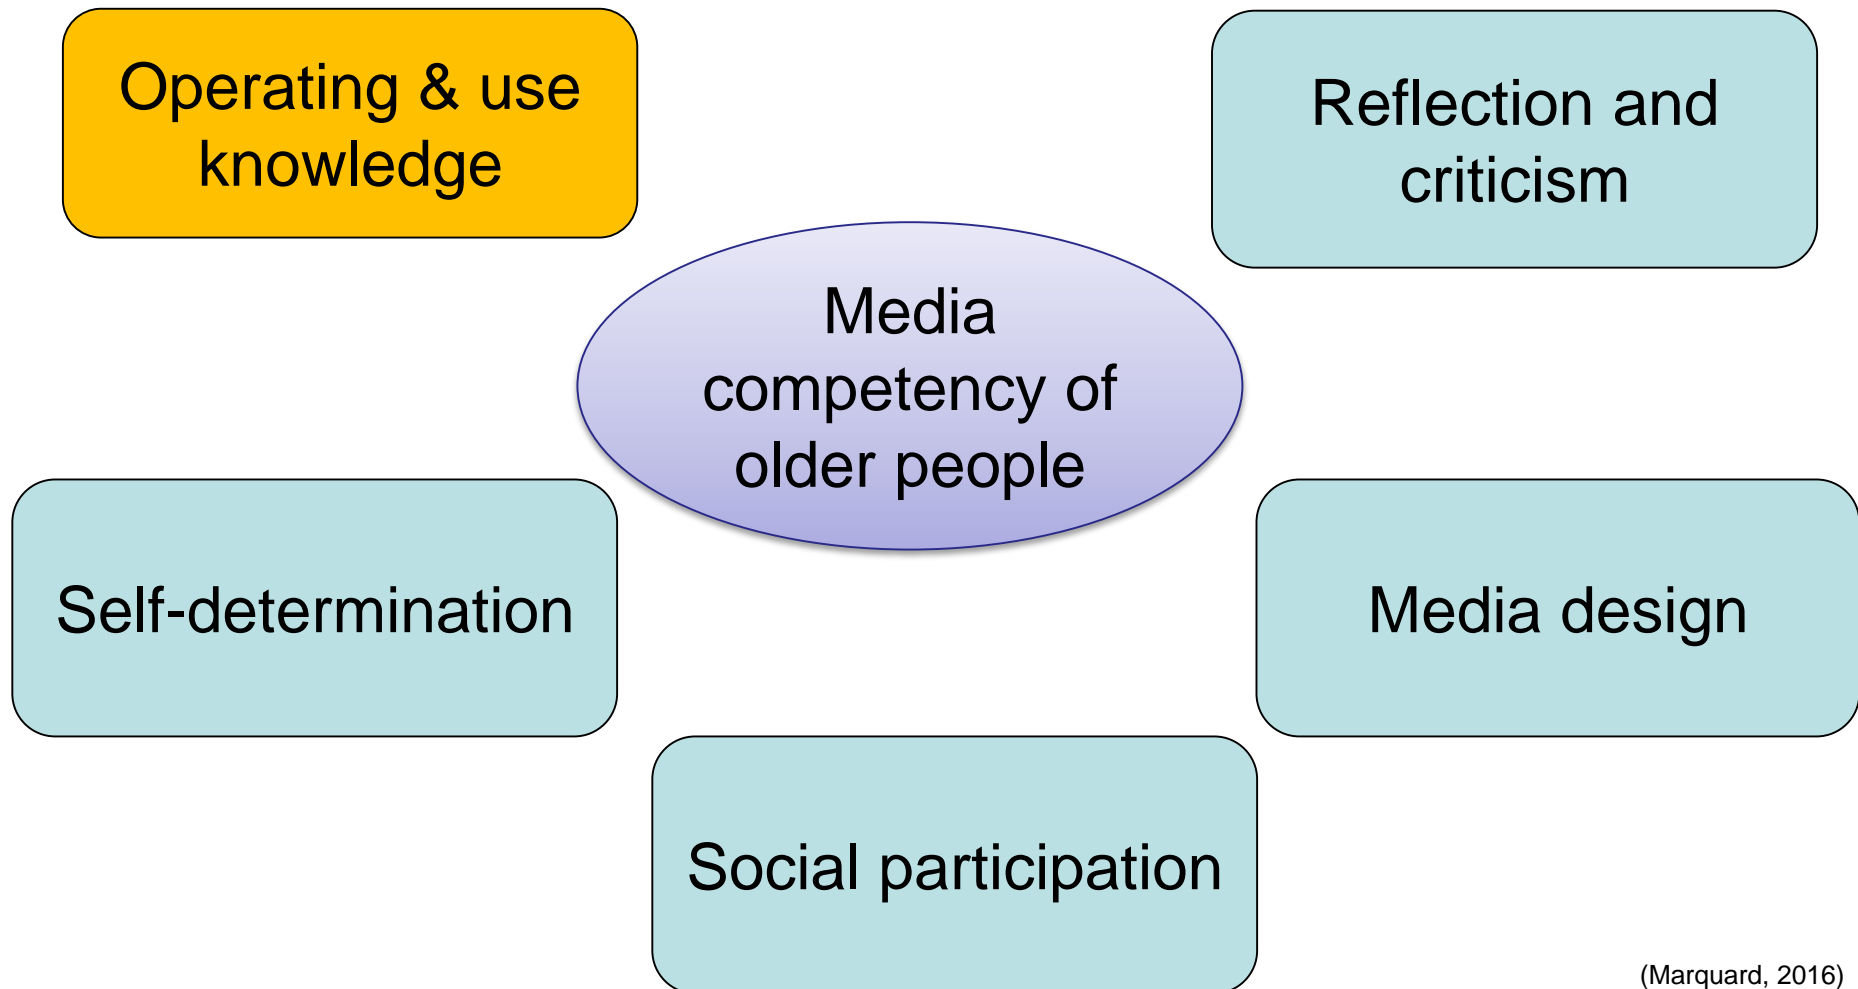 Operating & use
knowledge
Reflection and
criticism
Media
competency of
older people
Self-determination
Media design
Social participation
(Marquard, 2016)